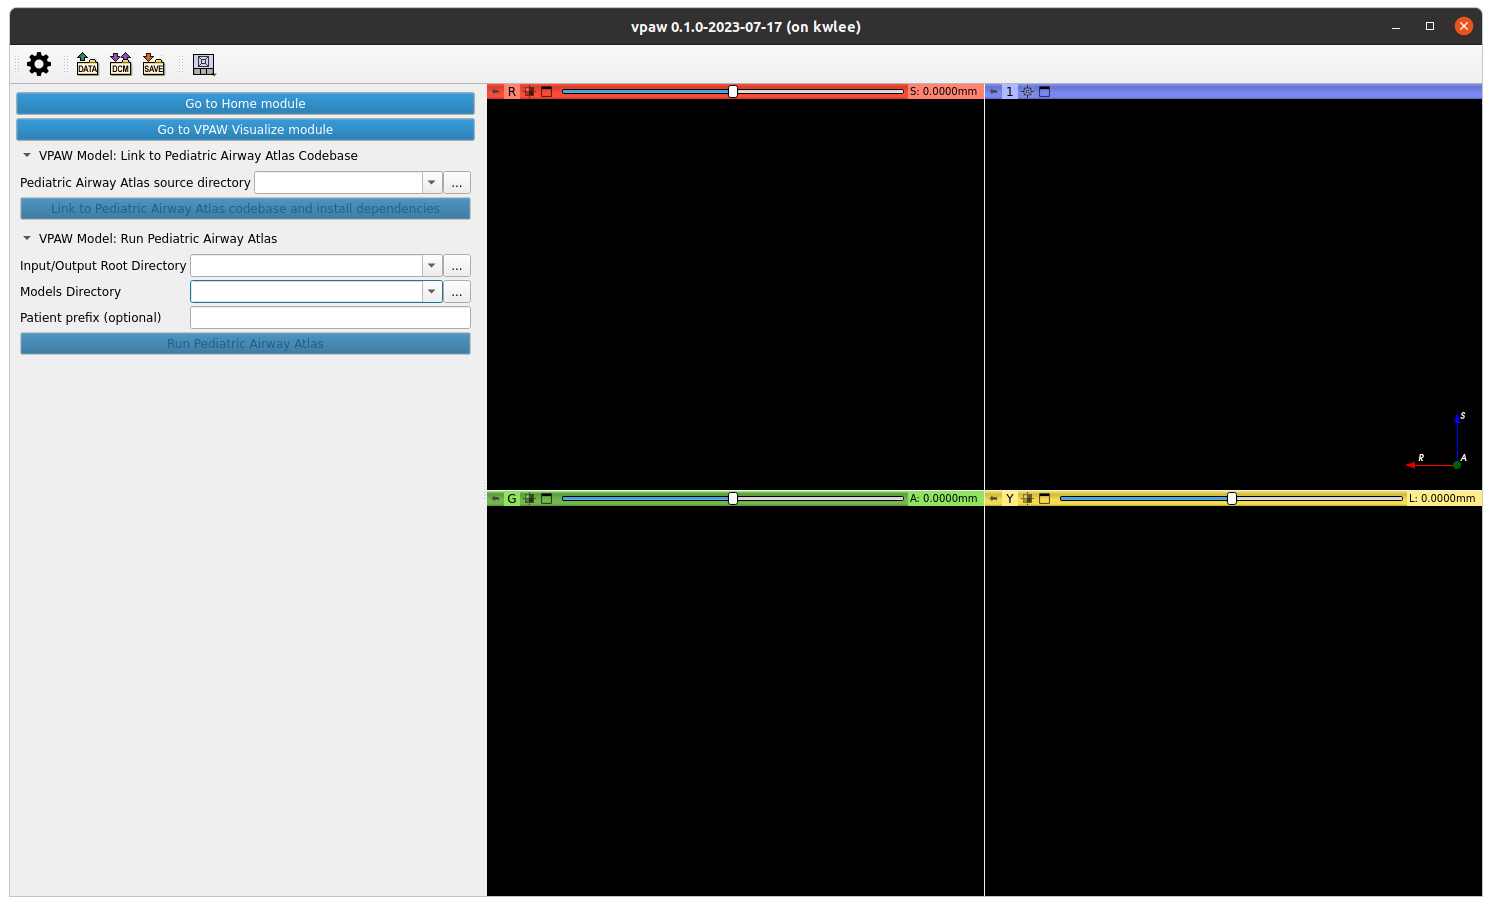 vpaw 0.1.0-2023-07-17 (on kwlee)
DATA DCM SAVE
Go to Home module
Go to VPAW Visualize module
VPAW Model: Link to Pediatric Airway Atlas Codebase
Pediatric Airway Atlas source directory ...
Link to Pediatric Airway Atlas codebase and install dependencies
VPAW Model: Run Pediatric Airway Atlas
Input/Output Root Directory ...
Models Directory ...
Patient prefix (optional)
Run Pediatric Airway Atlas
R S: 0.0000mm
1
S
R A
G A: 0.0000mm
Y L: 0.0000mm